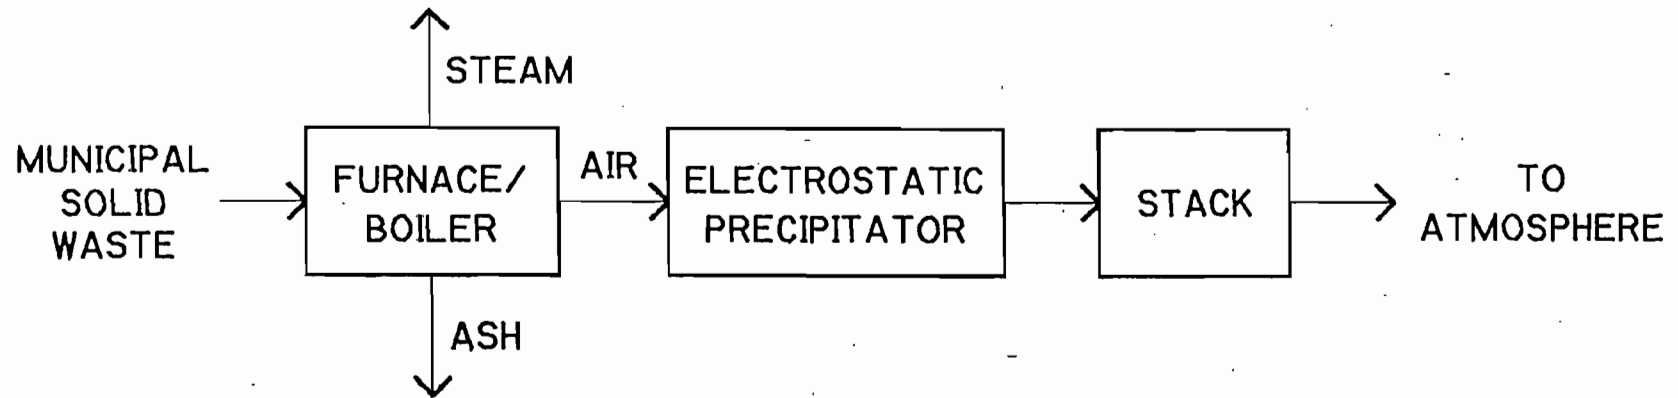 STEAM
MUNICIPAL
SOLID
WASTE
FURNACE/
BOILER
AIR
ELECTROSTATIC
PRECIPITATOR
STACK
TO
ATMOSPHERE
ASH